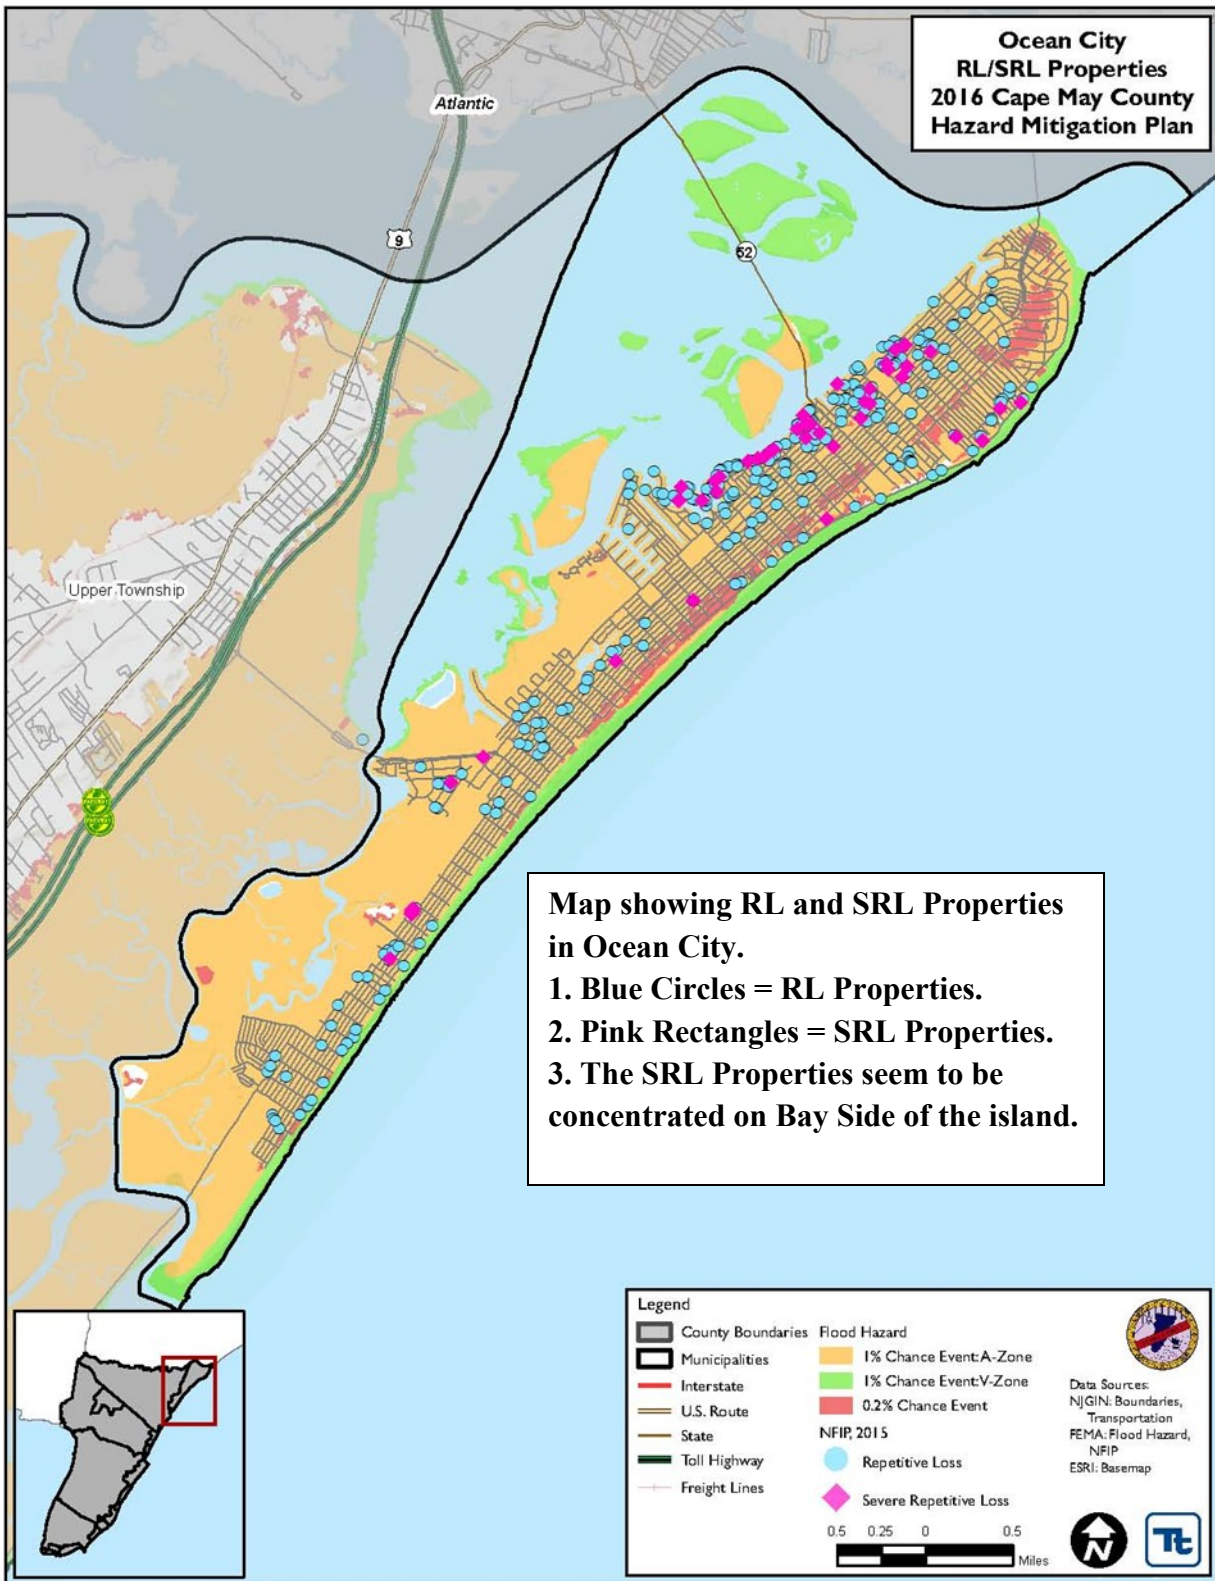 Ocean City
RL/SRL Properties
2016 Cape May County
Hazard Mitigation Plan
Atlantic
9
52
Upper Township
Map showing RL and SRL Properties
in Ocean City.
1. Blue Circles = RL Properties.
2. Pink Rectangles = SRL Properties.
3. The SRL Properties seem to be
concentrated on Bay Side of the island.
Legend
County Boundaries
Municipalities
Interstate
U.S. Route
State
Toll Highway
Freight Lines
Flood Hazard
1% Chance Event: A-Zone
1% Chance Event: V-Zone
0.2% Chance Event
NFIP, 2015
Repetitive Loss
Severe Repetitive Loss
0.5 0.25 0 0.5
Miles
Data Sources:
NJGIN: Boundaries,
Transportation
FEMA: Flood Hazard,
NFIP
ESRI: Basemap
N
Tt